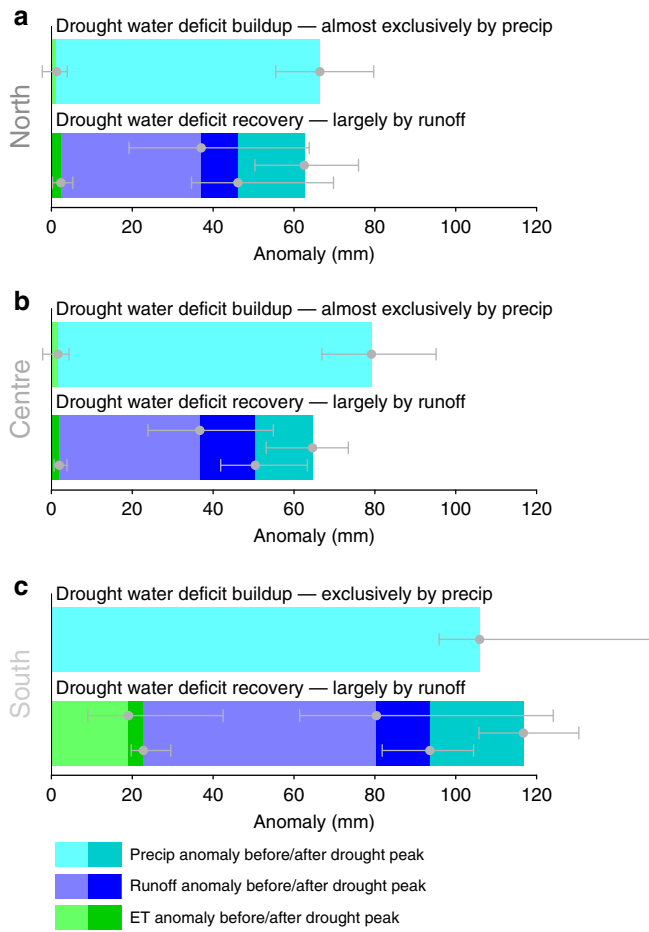 a
North
Drought water deficit buildup — almost exclusively by precip
Drought water deficit recovery — largely by runoff
0 20 40 60 80 100 120
Anomaly (mm)
b
Centre
Drought water deficit buildup — almost exclusively by precip
Drought water deficit recovery — largely by runoff
0 20 40 60 80 100 120
Anomaly (mm)
c
South
Drought water deficit buildup — exclusively by precip
Drought water deficit recovery — largely by runoff
0 20 40 60 80 100 120
Anomaly (mm)
Precip anomaly before/after drought peak
Runoff anomaly before/after drought peak
ET anomaly before/after drought peak